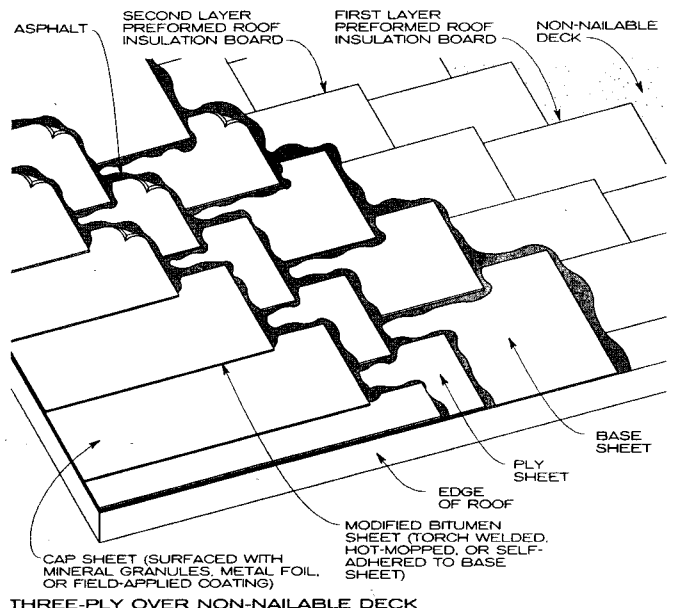 ASPHALT
SECOND LAYER
PREFORMED ROOF
INSULATION BOARD
FIRST LAYER
PREFORMED ROOF
INSULATION BOARD
NON-NAILABLE
DECK
BASE
SHEET
PLY
SHEET
EDGE
OF ROOF
MODIFIED BITUMEN
SHEET (TORCH WELDED,
HOT-MOPPED, OR SELF-
ADHERED TO BASE
SHEET)
CAP SHEET (SURFACED WITH
MINERAL GRANULES, METAL FOIL,
OR FIELD-APPLIED COATING)
THREE-PLY OVER NON-NAILABLE DECK